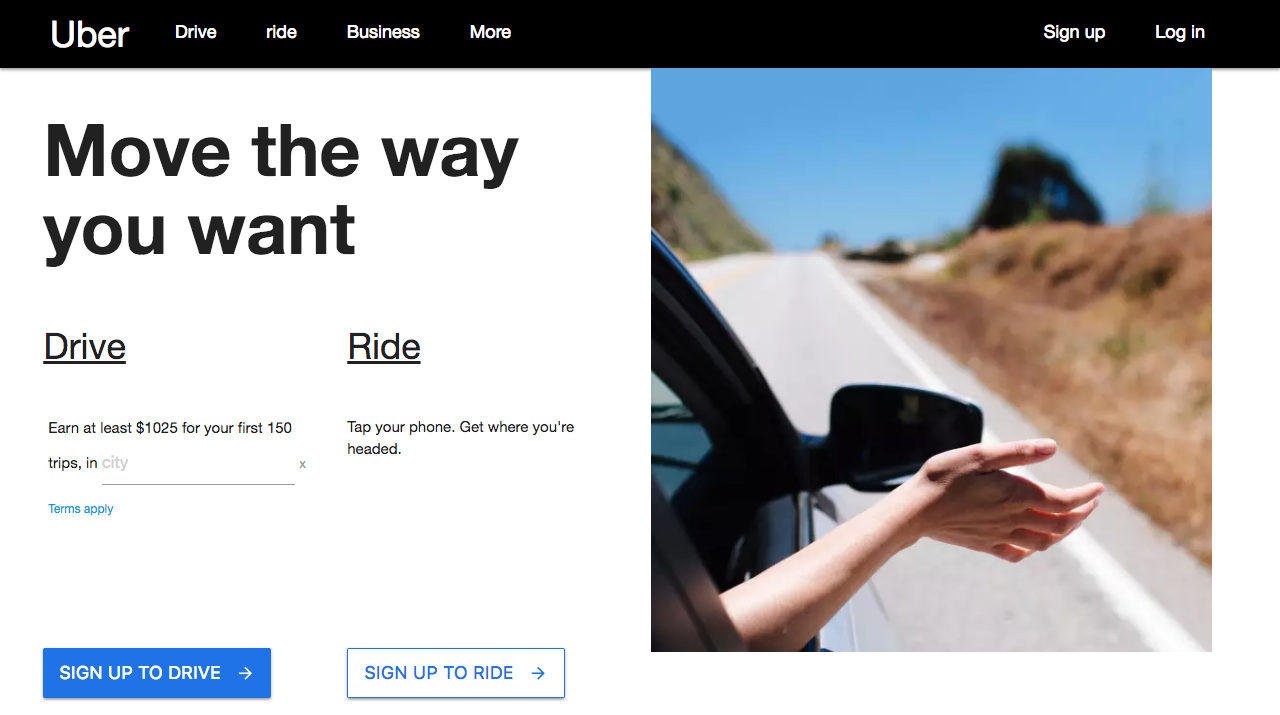 Uber Drive ride Business More Sign up Log in
Move the way
you want
Drive
Earn at least $1025 for your first 150
trips, in city x
Terms apply
SIGN UP TO DRIVE →
Ride
Tap your phone. Get where you're
headed.
SIGN UP TO RIDE →